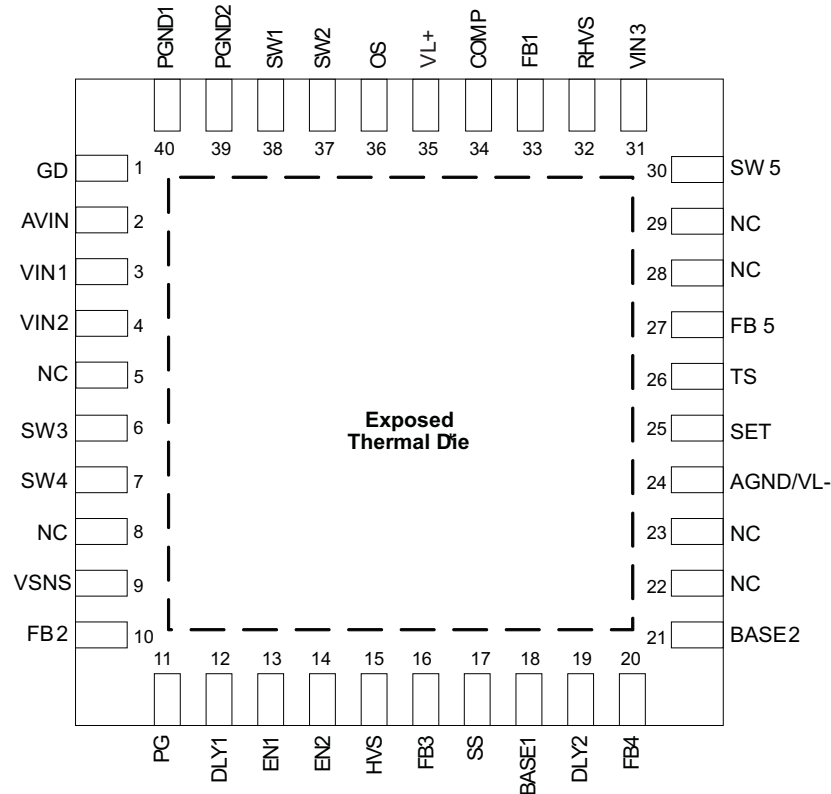 PGND1 PGND2 SW1 SW2 OS VL+ COMP FB1 RHVS VIN3
40 39 38 37 36 35 34 33 32 31
GD 1 30 SW 5
AVIN 2 29 NC
VIN1 3 28 NC
VIN2 4 27 FB 5
NC 5 26 TS
SW3 6 25 SET
Exposed
Thermal Die
SW4 7 24 AGND/VL-
NC 8 23 NC
VSNS 9 22 NC
FB2 10 21 BASE2
11 12 13 14 15 16 17 18 19 20
PG DLY1 EN1 EN2 HVS FB3 SS BASE1 DLY2 FB4